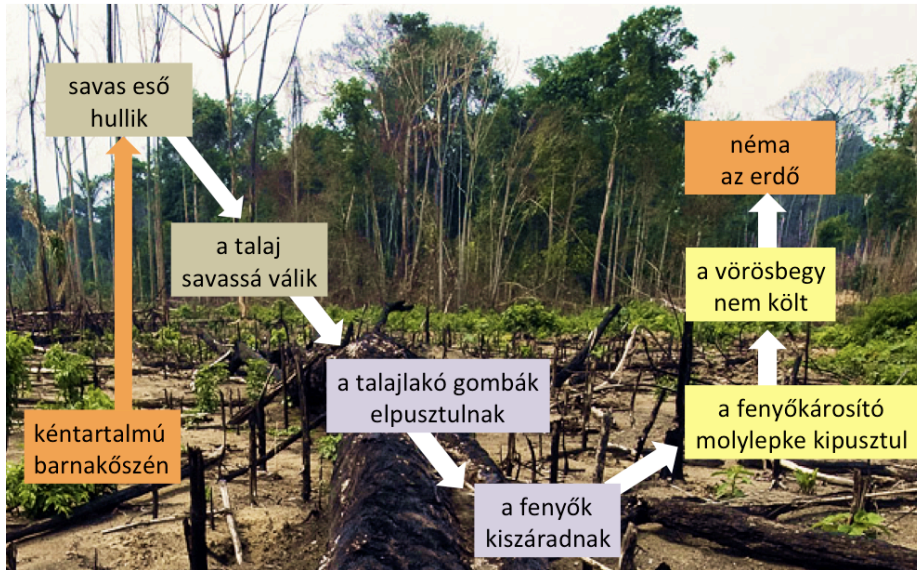 kéntartalmú
barnakőszén
savas eső
hullik
a talaj
savassá válik
a talajlakó gombák
elpusztulnak
a fenyők
kiszáradnak
a fenyőkárosító
molylepke kipusztul
a vörösbegy
nem költ
néma
az erdő